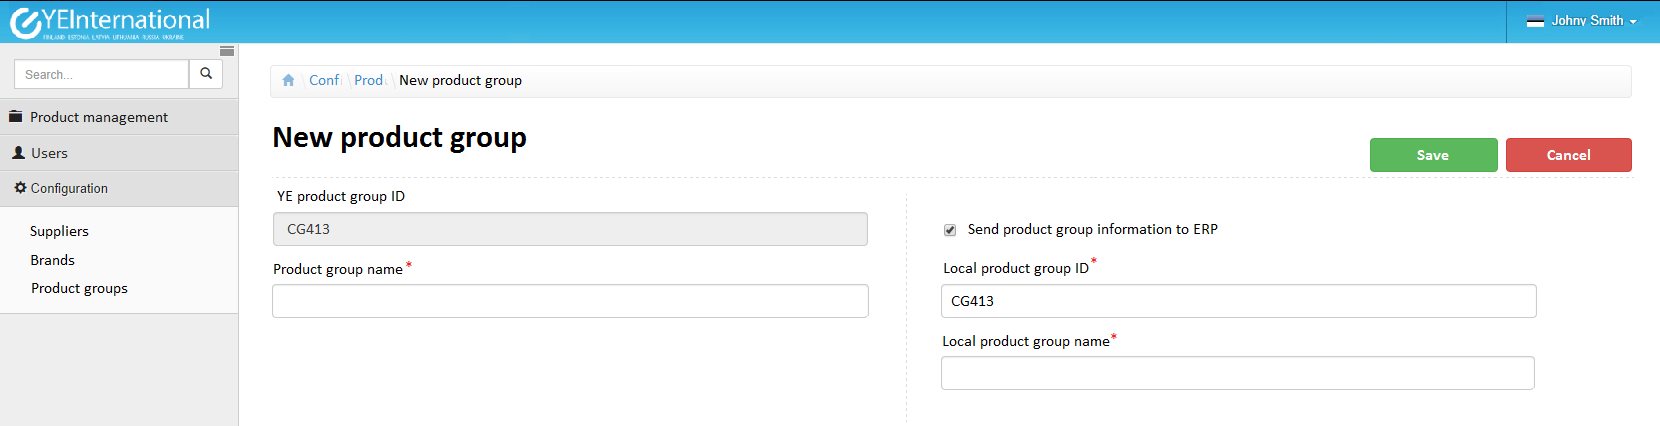 YEInternational
FINLAND ESTONIA LATVIA LITHUANIA RUSSIA UKRAINE
Johny Smith
Search...
Product management
Users
Configuration
Suppliers
Brands
Product groups
Conf Prod New product group
New product group
Save Cancel
YE product group ID
CG413
Product group name*
Send product group information to ERP
Local product group ID*
CG413
Local product group name*